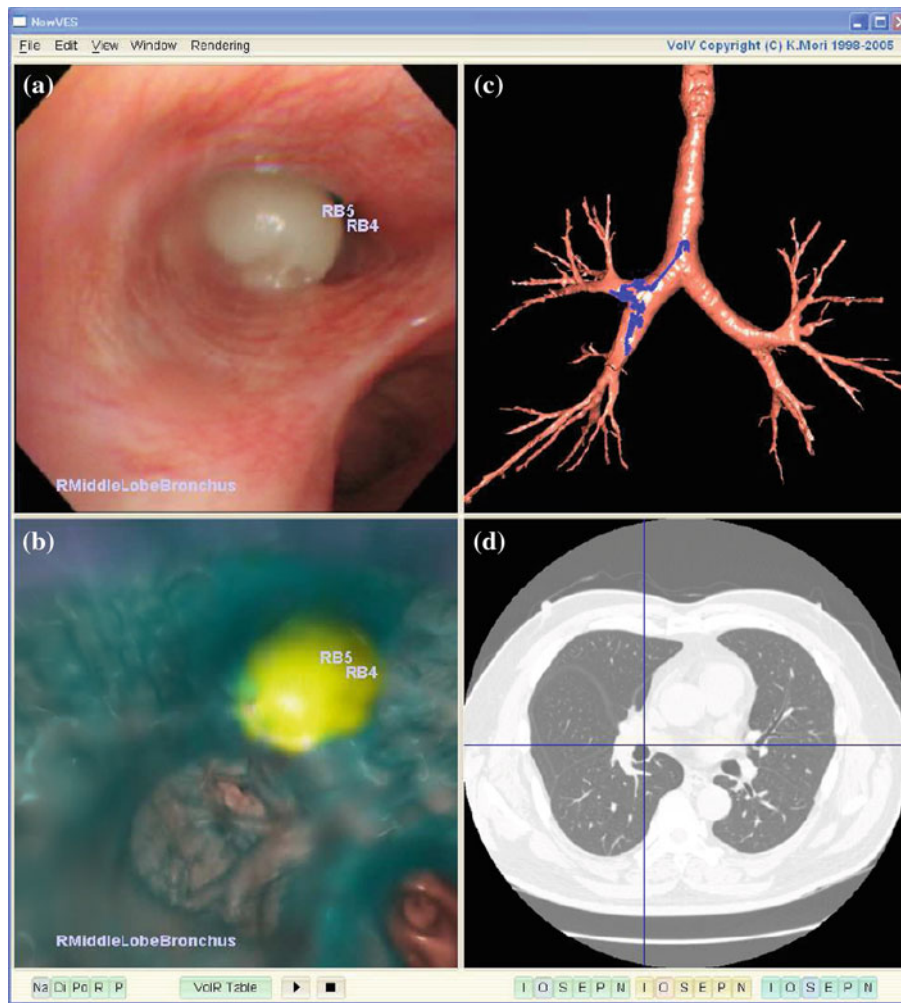 NewVES
File Edit View Window Rendering
VolV Copyright (C) K.Mori 1998-2005
(a)
RB5
RB4
RMiddleLobeBronchus
(c)
(b)
RB5
RB4
RMiddleLobeBronchus
(d)
Na Di Po R P
VolR Table
I O S E P N I O S E P N I O S E P N